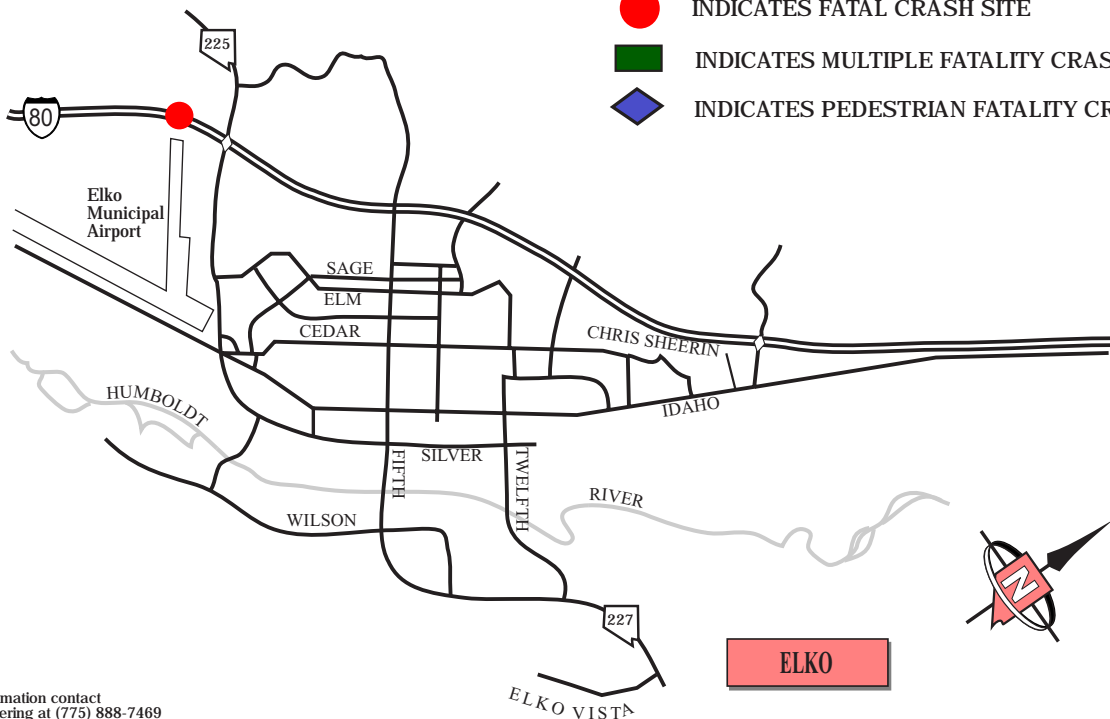 INDICATES FATAL CRASH SITE
INDICATES MULTIPLE FATALITY CRAS
INDICATES PEDESTRIAN FATALITY CR
225
80
Elko
Municipal
Airport
SAGE
ELM
CEDAR
CHRIS SHEERIN
IDAHO
HUMBOLDT
SILVER
FIFTH
TWELFTH
RIVER
WILSON
N
227
ELKO
ELKO VISTA
mation contact
ering at (775) 888-7469